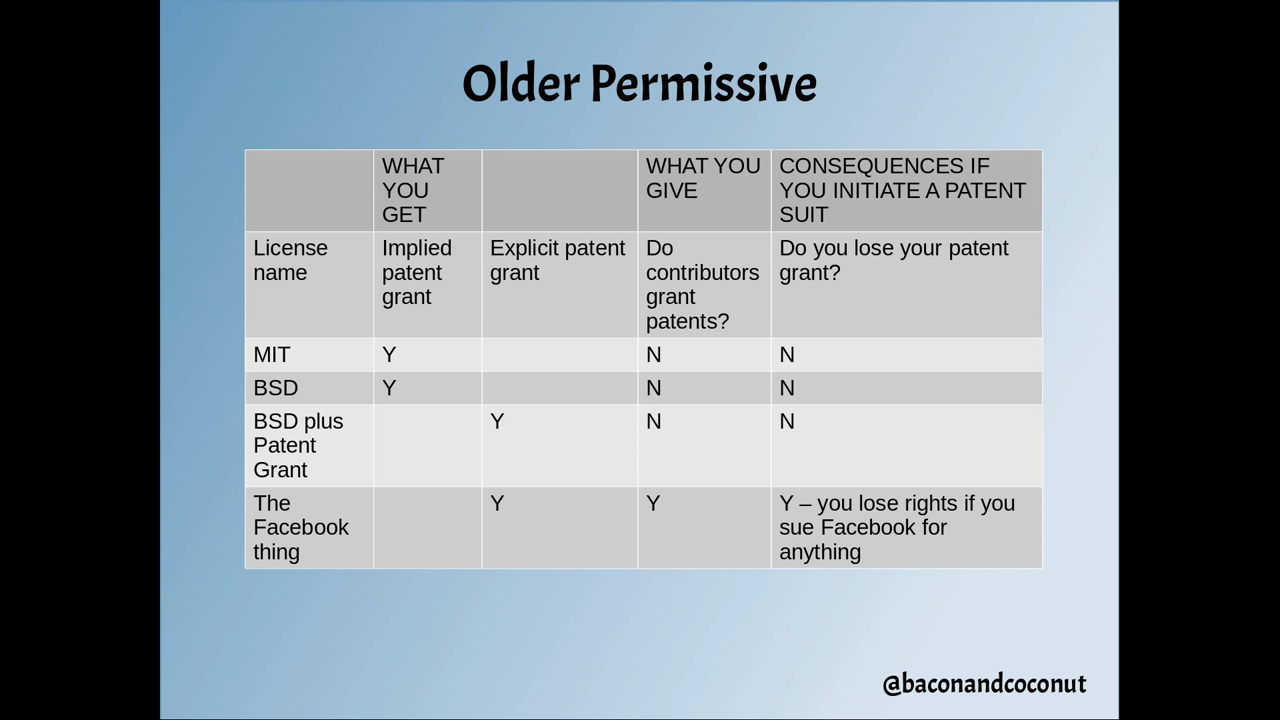 Older Permissive
WHAT YOU GET
WHAT YOU GIVE
CONSEQUENCES IF YOU INITIATE A PATENT SUIT
License name
Implied patent grant
Explicit patent grant
Do contributors grant patents?
Do you lose your patent grant?
MIT Y N N
BSD Y N N
BSD plus Patent Grant Y N N
The Facebook thing Y Y Y – you lose rights if you sue Facebook for anything
@baconandcoconut